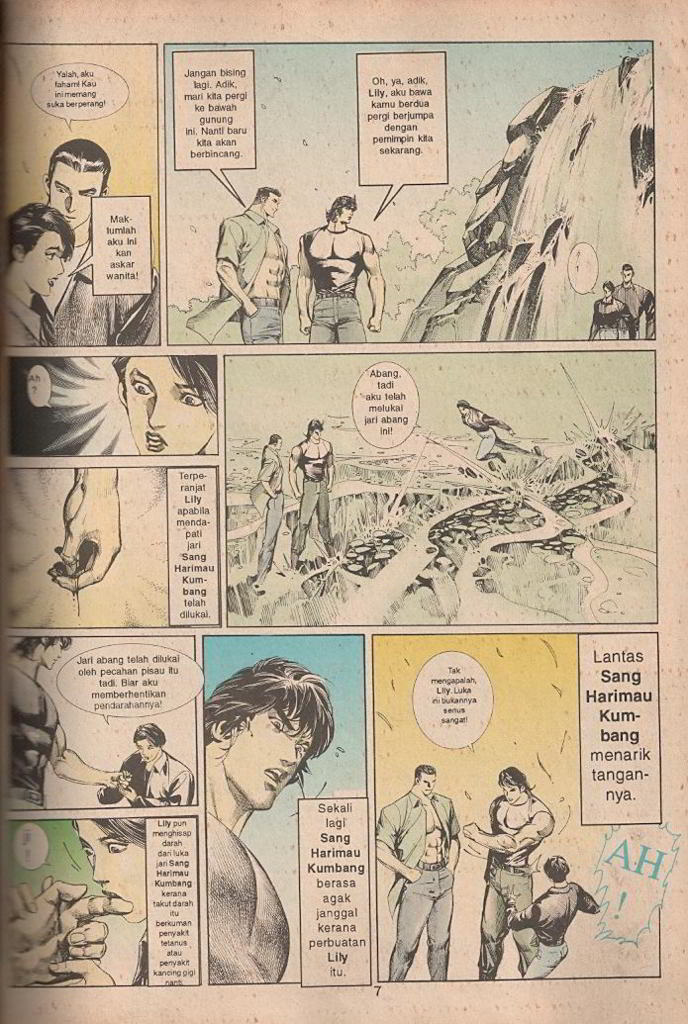 Yalah, aku
faham! Kau
ini memang
suka berperang!
Mak-
lumlah
aku ini
kan
askar
wanita!
Jangan bising
lagi. Adik,
mari kita pergi
ke bawah
gunung
ini. Nanti baru
kita akan
berbincang.
Oh, ya, adik,
Lily, aku bawa
kamu berdua
pergi berjumpa
dengan
pemimpin kita
sekarang.
Ah
?
Terpe-
ranjat
Lily
apabila
menda-
pati
jari
Sang
Harimau
Kum-
bang
telah
dilukai.
Abang,
tadi
aku telah
melukai
jari abang
ini!
Jari abang telah dilukai
oleh pecahan pisau itu
tadi. Biar aku
memberhentikan
pendarahannya!
Lily pun
menghisap
darah
dari luka
jari Sang
Harimau
Kumbang
kerana
takut darah
itu
berkuman
penyakit
tetanus
atau
penyakit
kancing gigi
nanti.
Sekali
lagi
Sang
Harimau
Kumbang
berasa
agak
janggal
kerana
perbuatan
Lily
itu.
Tak
mengapalah,
Lily. Luka
ini bukannya
serius
sangat!
Lantas
Sang
Harimau
Kum-
bang
menarik
tangan-
nya.
AH
!
7